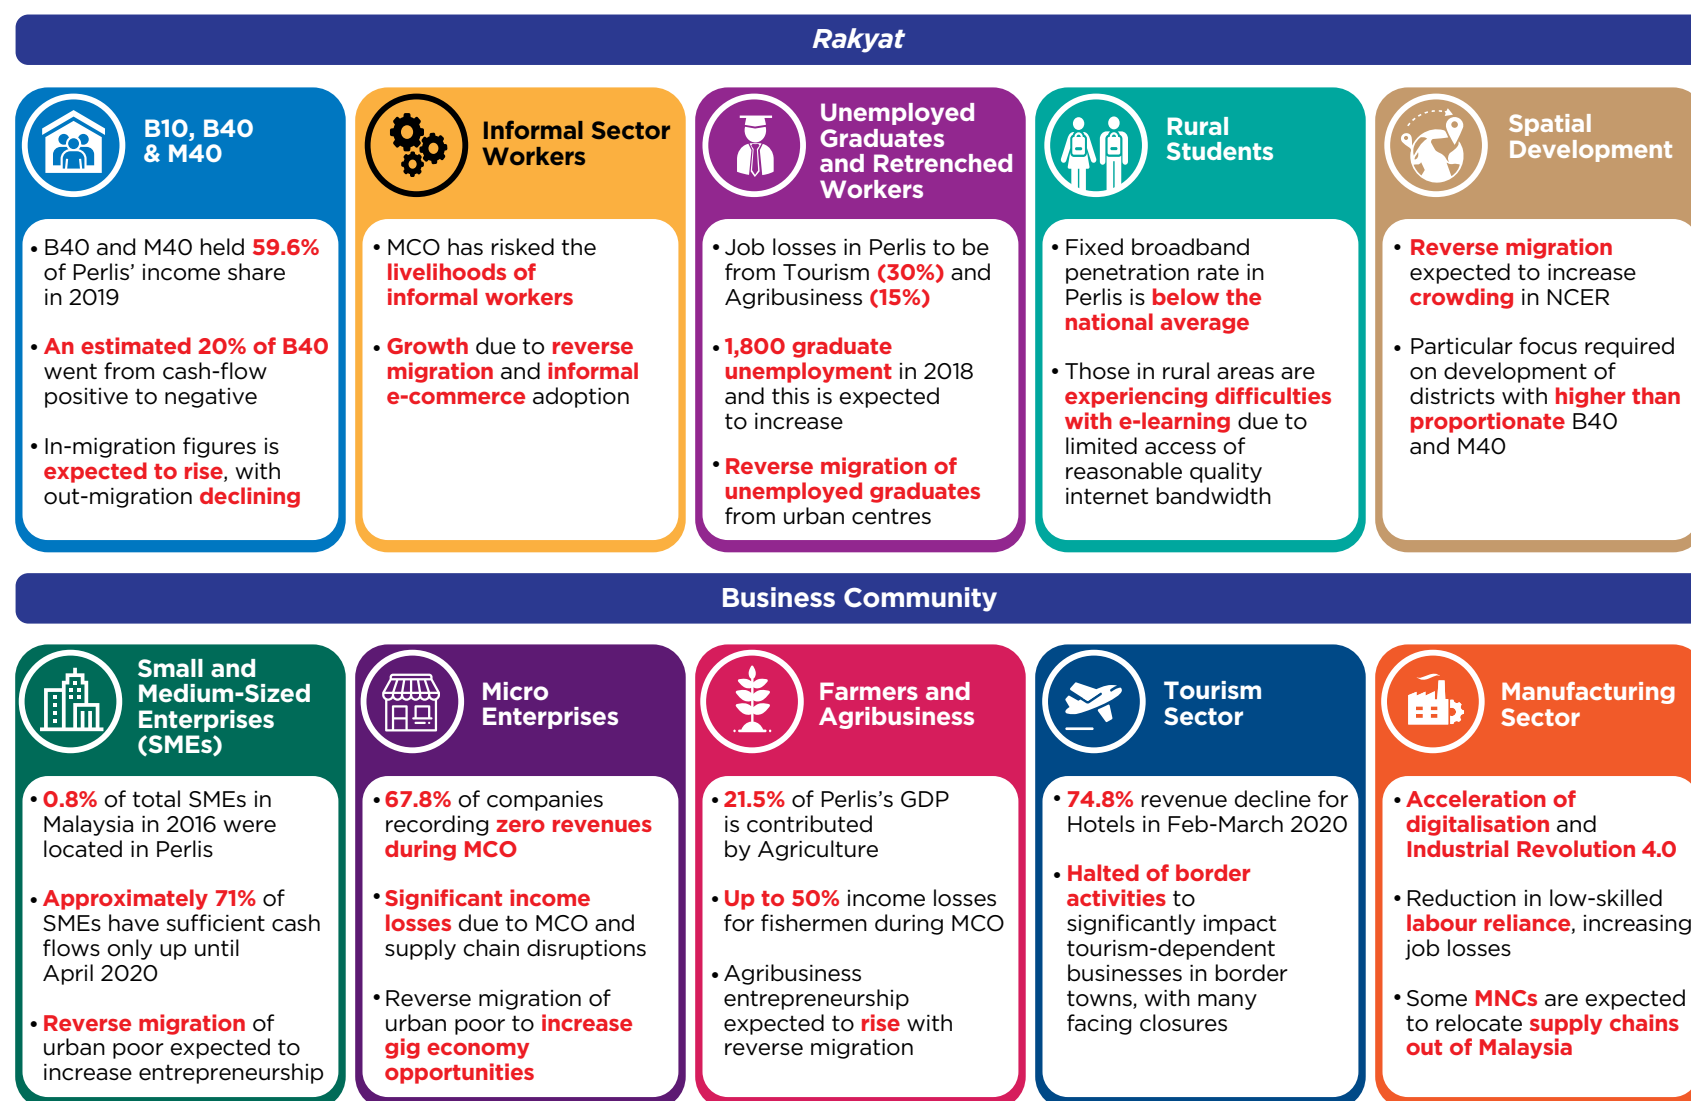 Rakyat
B10, B40
& M40
• B40 and M40 held 59.6%
of Perlis' income share
in 2019
• An estimated 20% of B40
went from cash-flow
positive to negative
• In-migration figures is
expected to rise, with
out-migration declining
Informal Sector
Workers
• MCO has risked the
livelihoods of
informal workers
• Growth due to reverse
migration and informal
e-commerce adoption
Unemployed
Graduates
and Retrenched
Workers
• Job losses in Perlis to be
from Tourism (30%) and
Agribusiness (15%)
• 1,800 graduate
unemployment in 2018
and this is expected
to increase
• Reverse migration of
unemployed graduates
from urban centres
Rural
Students
• Fixed broadband
penetration rate in
Perlis is below the
national average
• Those in rural areas are
experiencing difficulties
with e-learning due to
limited access of
reasonable quality
internet bandwidth
Spatial
Development
• Reverse migration
expected to increase
crowding in NCER
• Particular focus required
on development of
districts with higher than
proportionate B40
and M40
Business Community
Small and
Medium-Sized
Enterprises
(SMEs)
• 0.8% of total SMEs in
Malaysia in 2016 were
located in Perlis
• Approximately 71% of
SMEs have sufficient cash
flows only up until
April 2020
• Reverse migration of
urban poor expected to
increase entrepreneurship
Micro
Enterprises
• 67.8% of companies
recording zero revenues
during MCO
• Significant income
losses due to MCO and
supply chain disruptions
• Reverse migration of
urban poor to increase
gig economy
opportunities
Farmers and
Agribusiness
• 21.5% of Perlis's GDP
is contributed
by Agriculture
• Up to 50% income losses
for fishermen during MCO
• Agribusiness
entrepreneurship
expected to rise with
reverse migration
Tourism
Sector
• 74.8% revenue decline for
Hotels in Feb-March 2020
• Halted of border
activities to
significantly impact
tourism-dependent
businesses in border
towns, with many
facing closures
Manufacturing
Sector
• Acceleration of
digitalisation and
Industrial Revolution 4.0
• Reduction in low-skilled
labour reliance, increasing
job losses
• Some MNCs are expected
to relocate supply chains
out of Malaysia